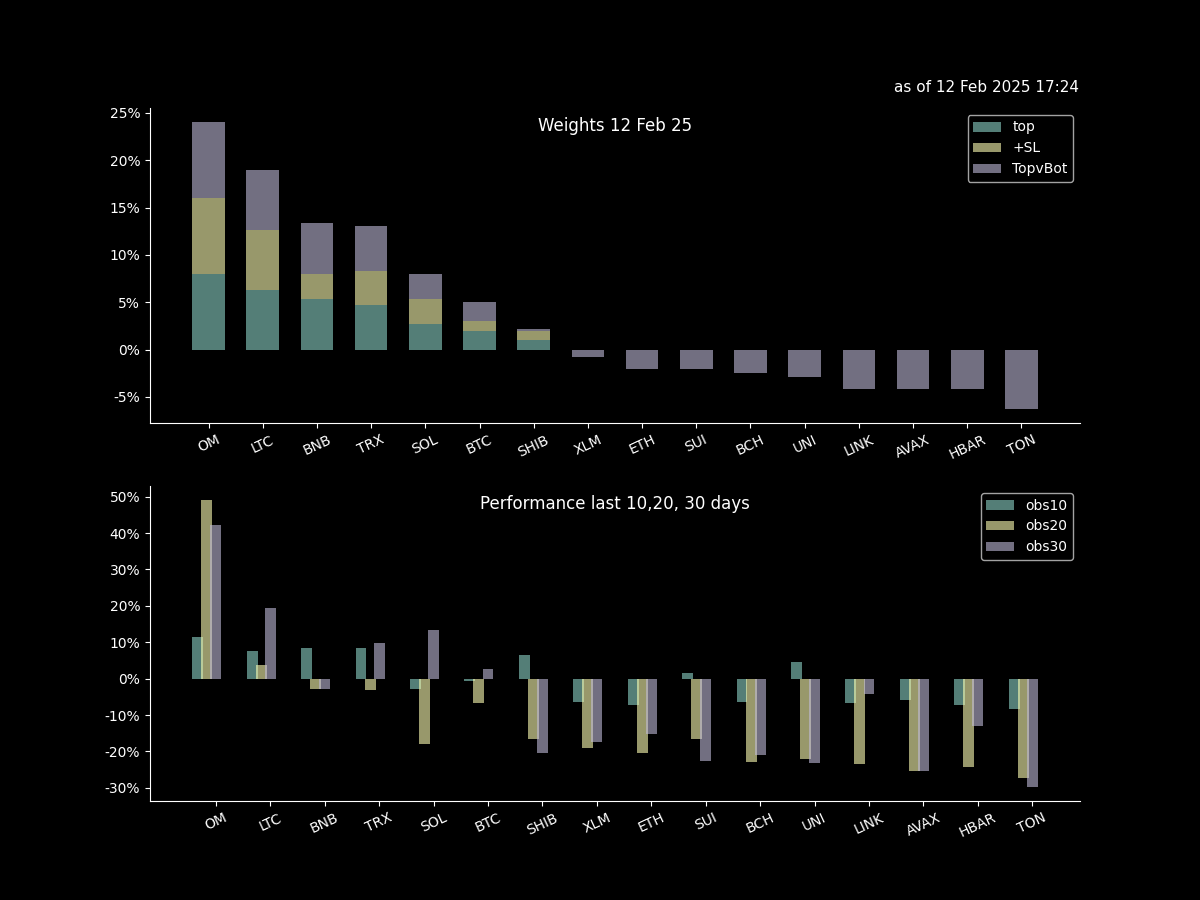 as of 12 Feb 2025 17:24
Weights 12 Feb 25
top
+SL
TopvBot
25%
20%
15%
10%
5%
0%
-5%
OM LTC BNB TRX SOL BTC SHIB XLM ETH SUI BCH UNI LINK AVAX HBAR TON
Performance last 10,20, 30 days
obs10
obs20
obs30
50%
40%
30%
20%
10%
0%
-10%
-20%
-30%
OM LTC BNB TRX SOL BTC SHIB XLM ETH SUI BCH UNI LINK AVAX HBAR TON